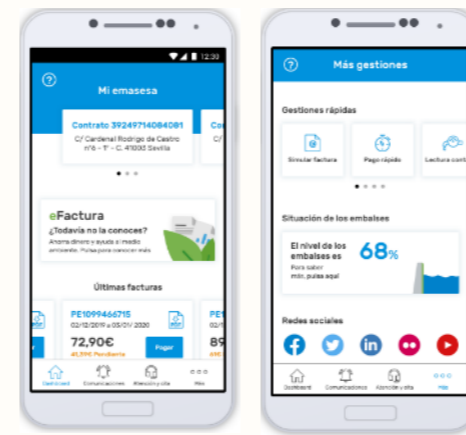 12:30
Mi emasesa
Contrato 39249714084081
C/ Cardenal Rodrigo de Castro
nº6 - 1º - C. 41003 Sevilla
eFactura
¿Todavía no la conoces?
Ahorra dinero y ayuda al medio
ambiente. Pulsa para conocer más
Últimas facturas
PE1099466715
02/12/2019 a 03/01/ 2020
72,90€
Pagar
Dashboard
Comunicaciones
Atención y cita
Más
Más gestiones
Gestiones rápidas
Simular factura
Pago rápido
Lectura cont
Situación de los embalses
El nivel de los
embalses es
68%
Para saber
más, pulsa aquí
Redes sociales
Dashboard
Comunicaciones
Atención y cita
Más